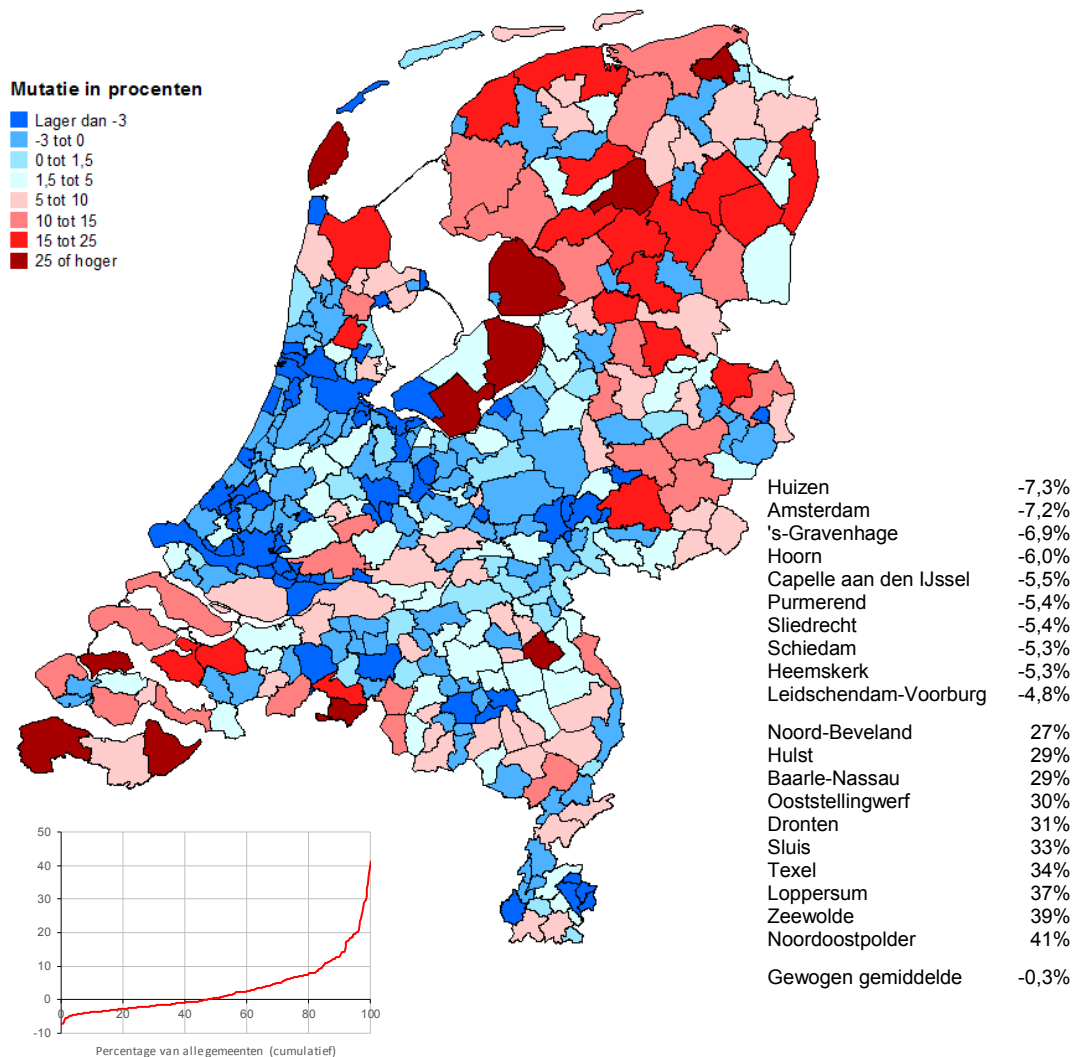 Mutatie in procenten
Lager dan -3
-3 tot 0
0 tot 1,5
1,5 tot 5
5 tot 10
10 tot 15
15 tot 25
25 of hoger
Huizen -7,3%
Amsterdam -7,2%
's-Gravenhage -6,9%
Hoorn -6,0%
Capelle aan den IJssel -5,5%
Purmerend -5,4%
Sliedrecht -5,4%
Schiedam -5,3%
Heemskerk -5,3%
Leidschendam-Voorburg -4,8%
Noord-Beveland 27%
Hulst 29%
Baarle-Nassau 29%
Ooststellingwerf 30%
Dronten 31%
Sluis 33%
Texel 34%
Loppersum 37%
Zeewolde 39%
Noordoostpolder 41%
Gewogen gemiddelde -0,3%
50
40
30
20
10
0
-10
0 20 40 60 80 100
Percentage van alle gemeenten (cumulatief)